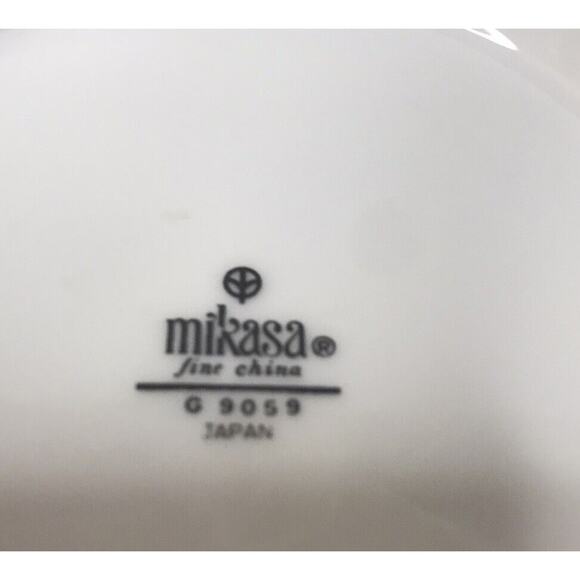 mikasa®
fine china
G 9059
JAPAN